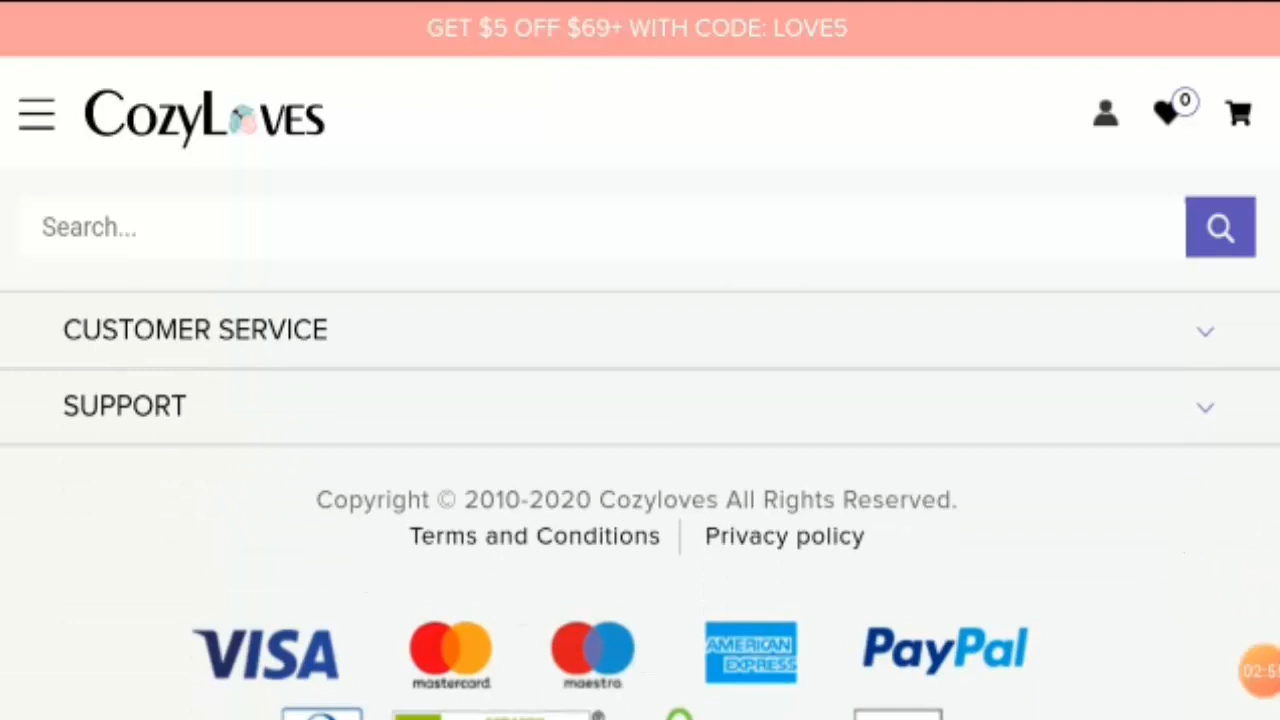 GET $5 OFF $69+ WITH CODE: LOVE5
CozyLoves
0
Search...
CUSTOMER SERVICE
SUPPORT
Copyright © 2010-2020 Cozyloves All Rights Reserved.
Terms and Conditions
Privacy policy
VISA
mastercard.
maestro.
AMERICAN EXPRESS
PayPal